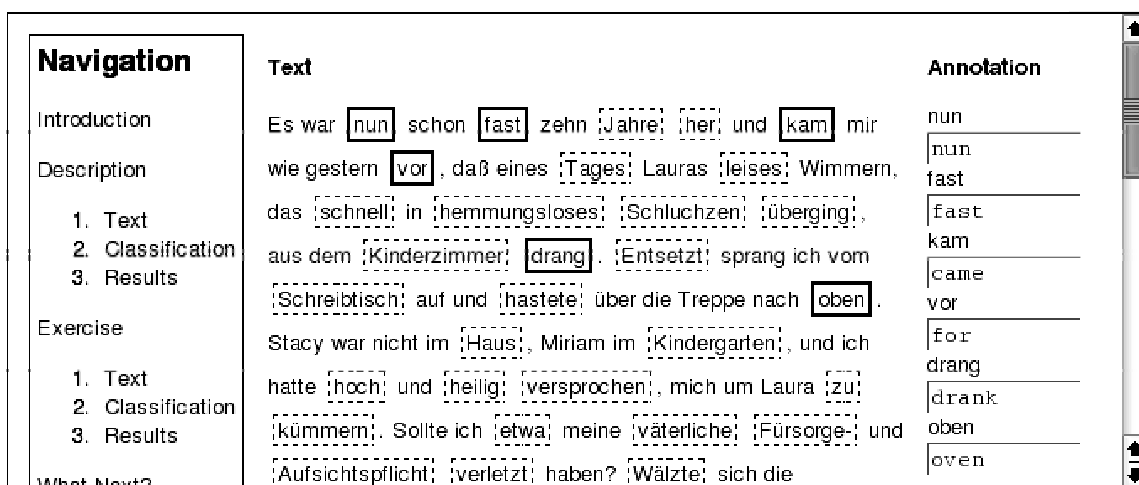 Navigation
Introduction
Description
1. Text
2. Classification
3. Results
Exercise
1. Text
2. Classification
3. Results
What Next?
Text
Es war nun schon fast zehn Jahre her und kam mir
wie gestern vor, daß eines Tages Lauras leises Wimmern,
das schnell in hemmungsloses Schluchzen überging,
aus dem Kinderzimmer drang. Entsetzt sprang ich vom
Schreibtisch auf und hastete über die Treppe nach oben.
Stacy war nicht im Haus, Miriam im Kindergarten, und ich
hatte hoch und heilig versprochen, mich um Laura zu
kümmern. Sollte ich etwa meine väterliche Fürsorge- und
Aufsichtspflicht verletzt haben? Wälzte sich die
Annotation
nun
nun
fast
fast
kam
came
vor
for
drang
drank
oben
oven